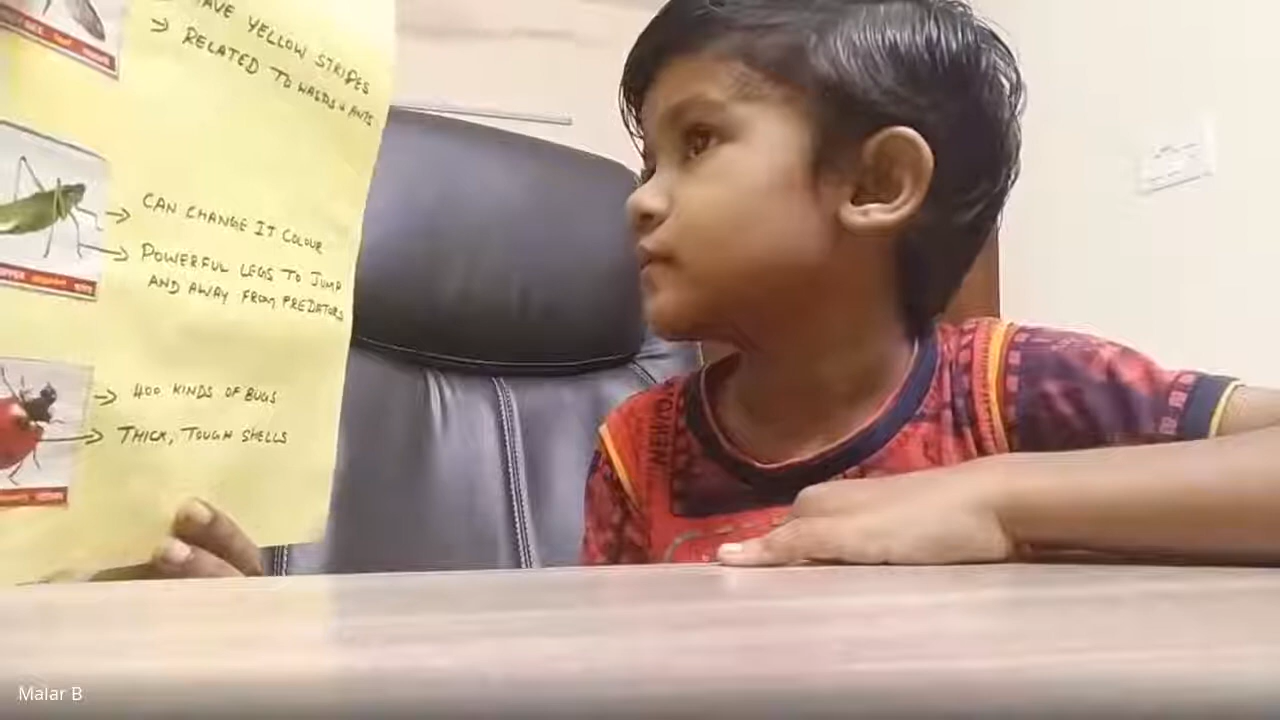 HAVE YELLOW STRIPES
→ RELATED TO WASPS & ANTS
→ CAN CHANGE IT COLOUR
→ POWERFUL LEGS TO JUMP
AND AWAY FROM PREDATORS
→ 400 KINDS OF BUGS
→ THICK, TOUGH SHELLS
Malar B